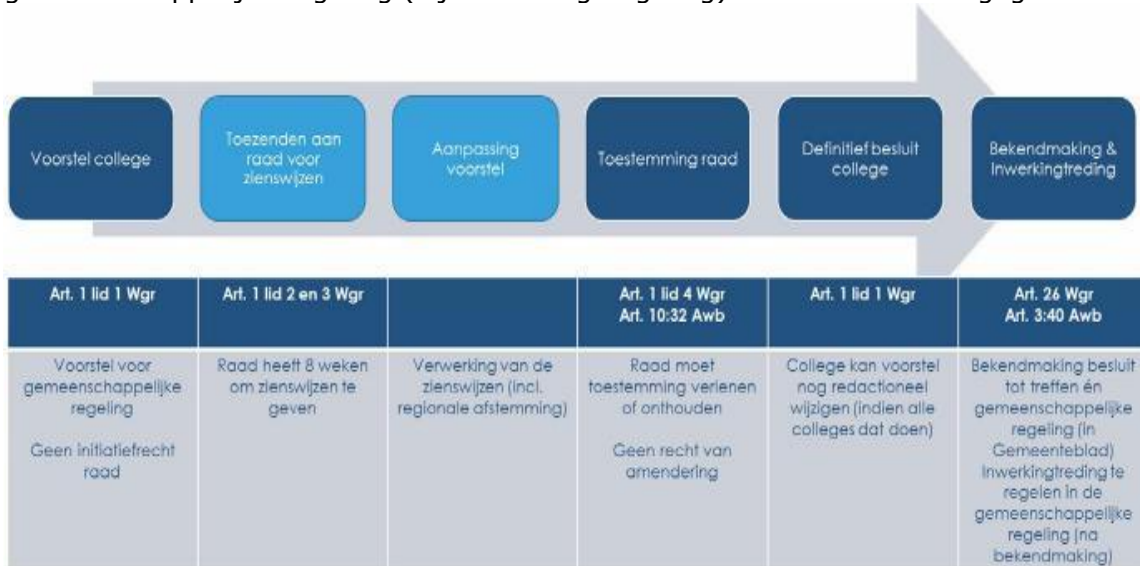 Voorstel college
Toezenden aan
raad voor
zienswijzen
Aanpassing
voorstel
Toestemming raad
Definitief besluit
college
Bekendmaking &
Inwerkingtreding
Art. 1 lid 1 Wgr
Art. 1 lid 2 en 3 Wgr
Art. 1 lid 4 Wgr
Art. 10:32 Awb
Art. 1 lid 1 Wgr
Art. 26 Wgr
Art. 3:40 Awb
Voorstel voor
gemeenschappelijke
regeling
Geen initiatiefrecht
raad
Raad heeft 8 weken
om zienswijzen te
geven
Verwerking van de
zienswijzen (incl.
regionale afstemming)
Raad moet
toestemming verlenen
of onthouden
Geen recht van
amendering
College kan voorstel
nog redactioneel
wijzigen (indien alle
colleges dat doen)
Bekendmaking besluit
tot treffen én
gemeenschappelijke
regeling (in
Gemeenteblad)
Inwerkingtreding te
regelen in de
gemeenschappelijke
regeling (na
bekendmaking)